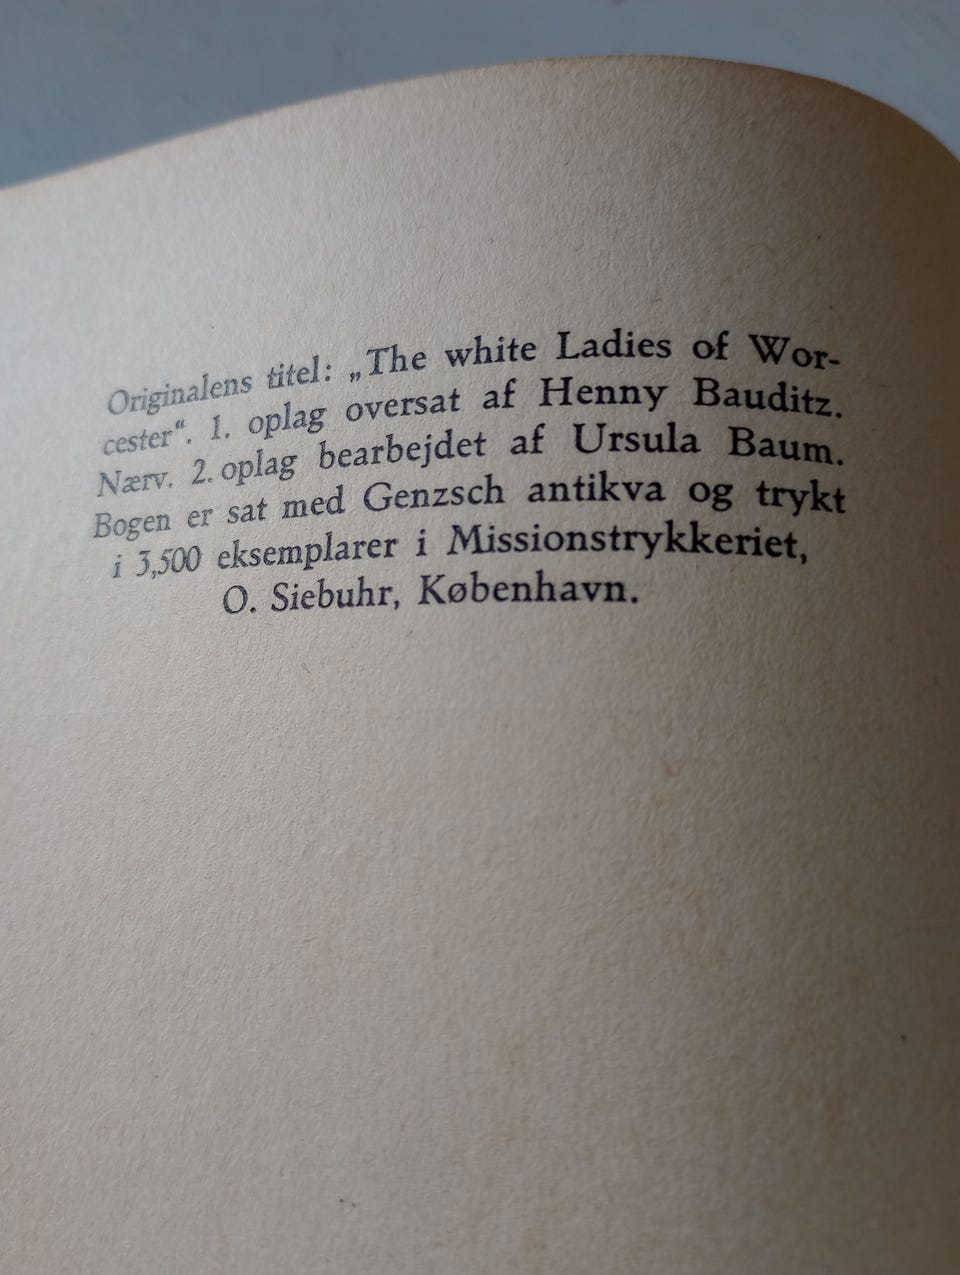 Originalens titel: „The white Ladies of Wor-
cester“. 1. oplag oversat af Henny Bauditz.
Nærv. 2. oplag bearbejdet af Ursula Baum.
Bogen er sat med Genzsch antikva og trykt
i 3,500 eksemplarer i Missionstrykkeriet,
O. Siebuhr, København.